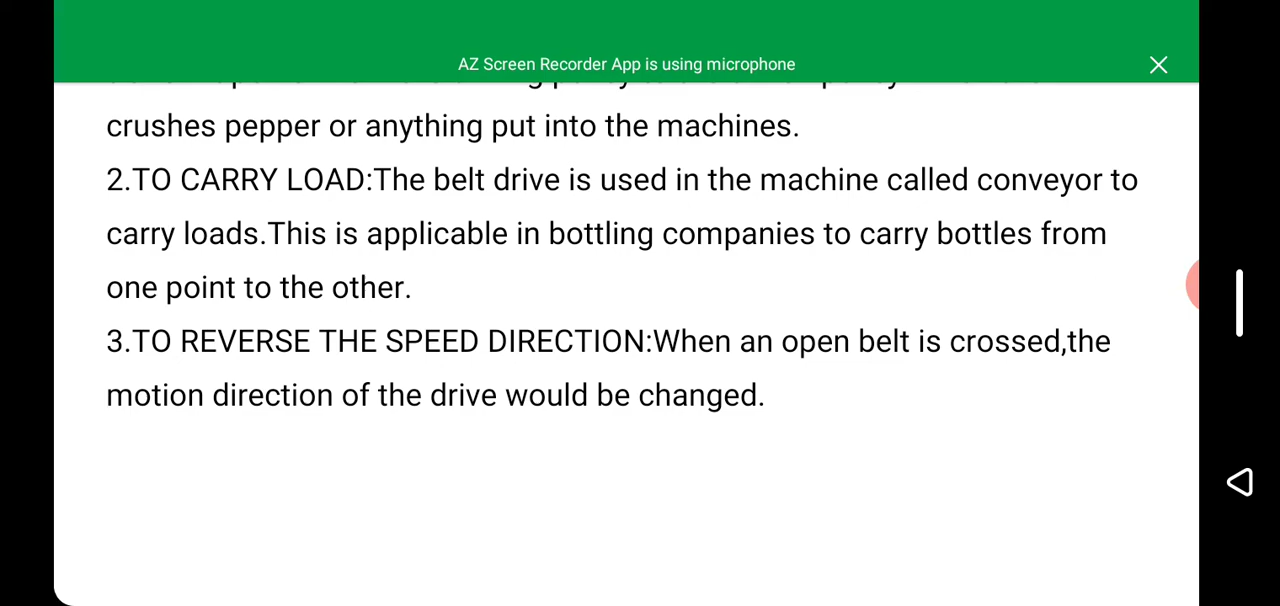 AZ Screen Recorder App is using microphone
crushes pepper or anything put into the machines.
2.TO CARRY LOAD:The belt drive is used in the machine called conveyor to
carry loads.This is applicable in bottling companies to carry bottles from
one point to the other.
3.TO REVERSE THE SPEED DIRECTION:When an open belt is crossed,the
motion direction of the drive would be changed.